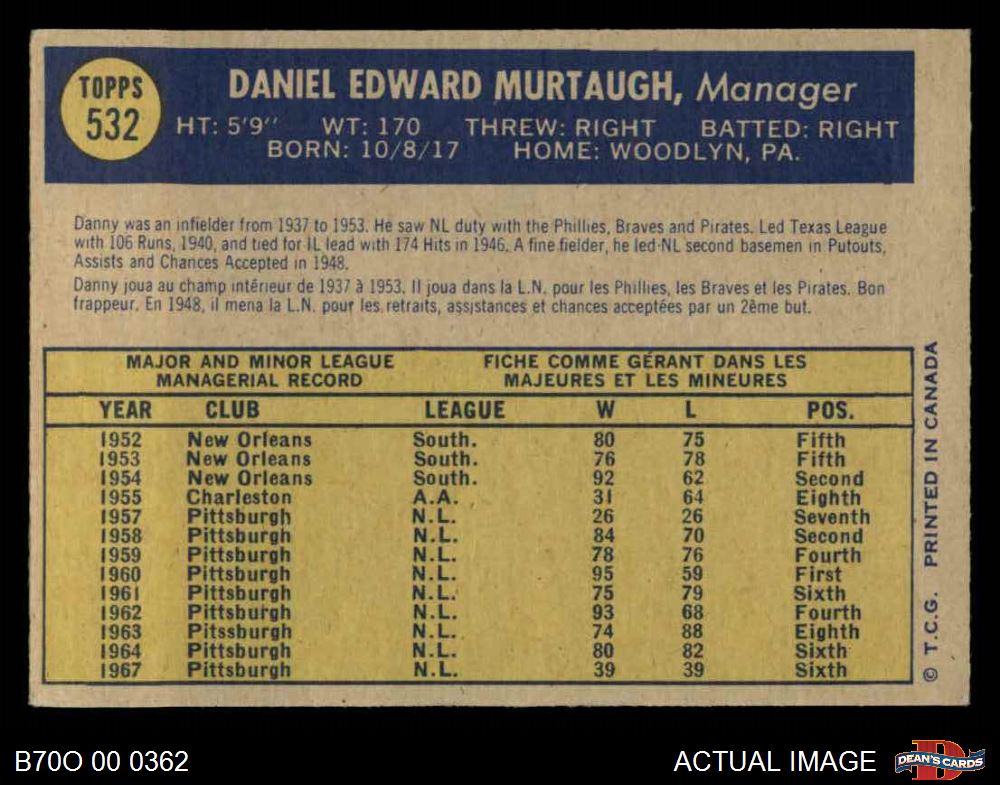 TOPPS
532
DANIEL EDWARD MURTAUGH, Manager
HT: 5'9" WT: 170 THREW: RIGHT BATTED: RIGHT
BORN: 10/8/17 HOME: WOODLYN, PA.
Danny was an infielder from 1937 to 1953. He saw NL duty with the Phillies, Braves and Pirates. Led Texas League
with 106 Runs, 1940, and tied for IL lead with 174 Hits in 1946. A fine fielder, he led NL second basemen in Putouts,
Assists and Chances Accepted in 1948.
Danny joua au champ intérieur de 1937 à 1953. Il joua dans la L.N. pour les Phillies, les Braves et les Pirates. Bon
frappeur. En 1948, il mena la L.N. pour les retraits, assistances et chances acceptées par un 2ème but.
MAJOR AND MINOR LEAGUE FICHE COMME GÉRANT DANS LES
MANAGERIAL RECORD MAJEURES ET LES MINEURES
YEAR CLUB LEAGUE W L POS.
1952 New Orleans South. 80 75 Fifth
1953 New Orleans South. 76 78 Fifth
1954 New Orleans South. 92 62 Second
1955 Charleston A.A. 31 64 Eighth
1957 Pittsburgh N.L. 26 26 Seventh
1958 Pittsburgh N.L. 84 70 Second
1959 Pittsburgh N.L. 78 76 Fourth
1960 Pittsburgh N.L. 95 59 First
1961 Pittsburgh N.L. 75 79 Sixth
1962 Pittsburgh N.L. 93 68 Fourth
1963 Pitssburgh N.L. 74 88 Eighth
1964 Pittsburgh N.L. 80 82 Sixth
1967 Pittsburgh N.L. 39 39 Sixth
© T.C.G. PRINTED IN CANADA
B70O 00 0362 ACTUAL IMAGE
D
DEAN'S CARDS